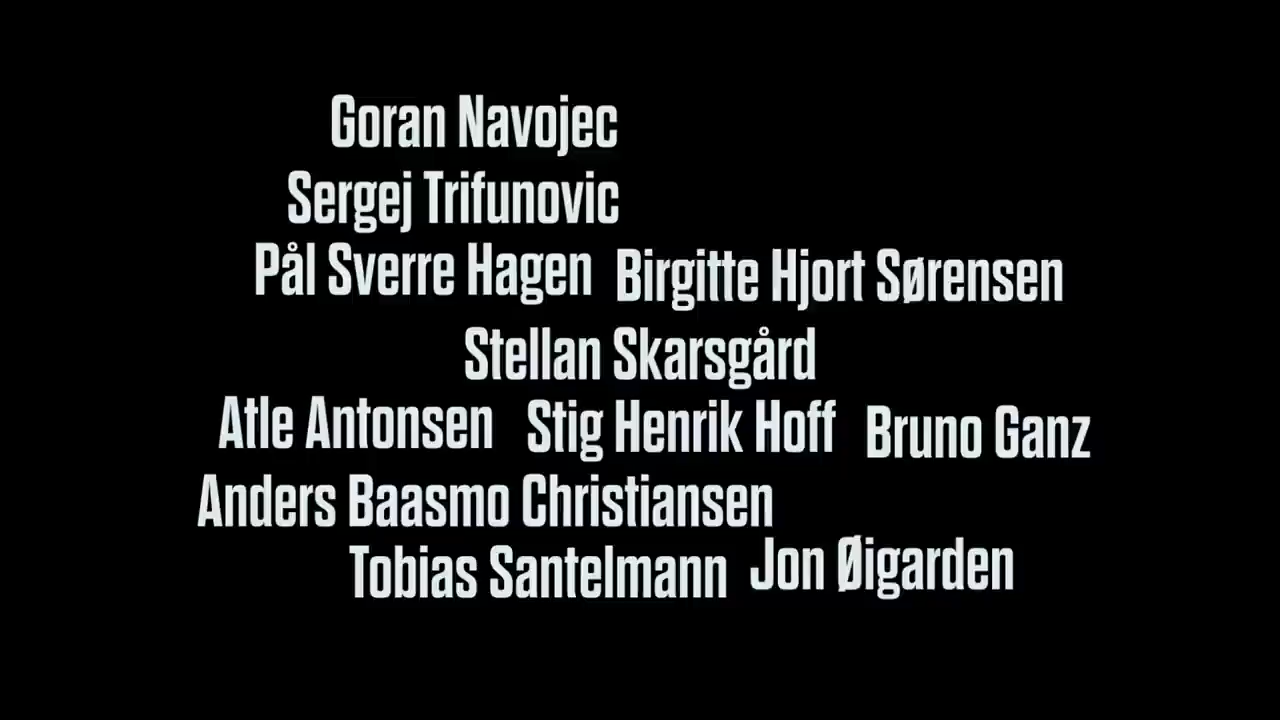 Goran Navojec
Sergej Trifunovic
Pål Sverre Hagen Birgitte Hjort Sørensen
Stellan Skarsgård
Atle Antonsen Stig Henrik Hoff Bruno Ganz
Anders Baasmo Christiansen
Tobias Santelmann Jon Øigarden